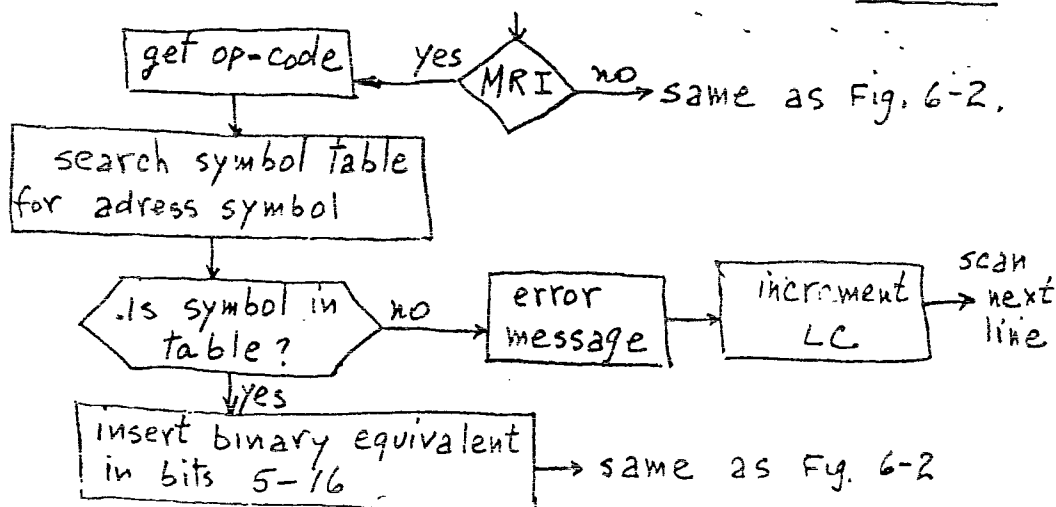 get op-code
yes
MRI
no
same as Fig. 6-2.
search symbol table
for adress symbol
.Is symbol in
table?
no
error
message
increment
LC
scan
next
line
yes
insert binary equivalent
in bits 5-16
same as Fig. 6-2